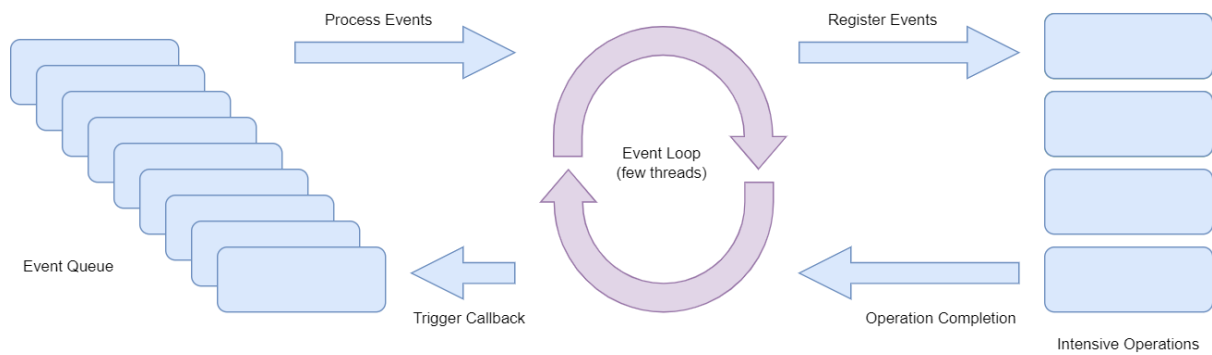 Process Events
Register Events
Event Loop
(few threads)
Event Queue
Trigger Callback
Operation Completion
Intensive Operations